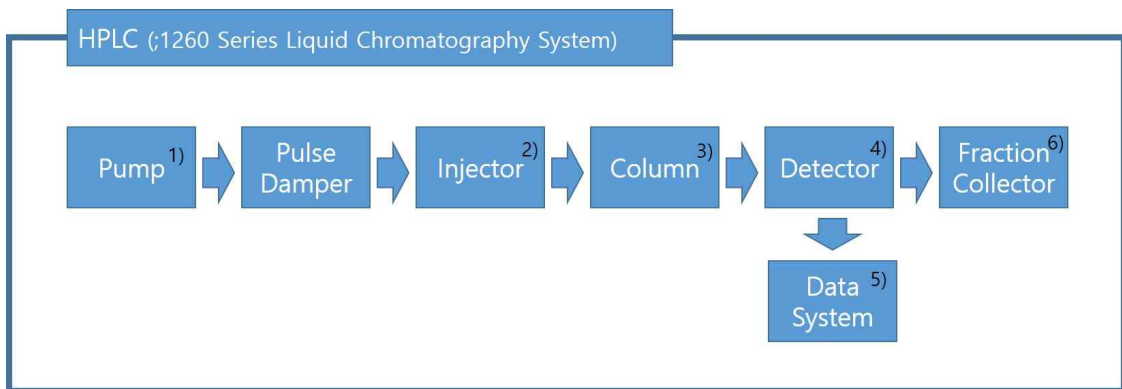 HPLC (;1260 Series Liquid Chromatography System)
Pump 1)
Pulse
Damper
Injector 2)
Column 3)
Detector 4)
Fraction 6)
Collector
Data 5)
System